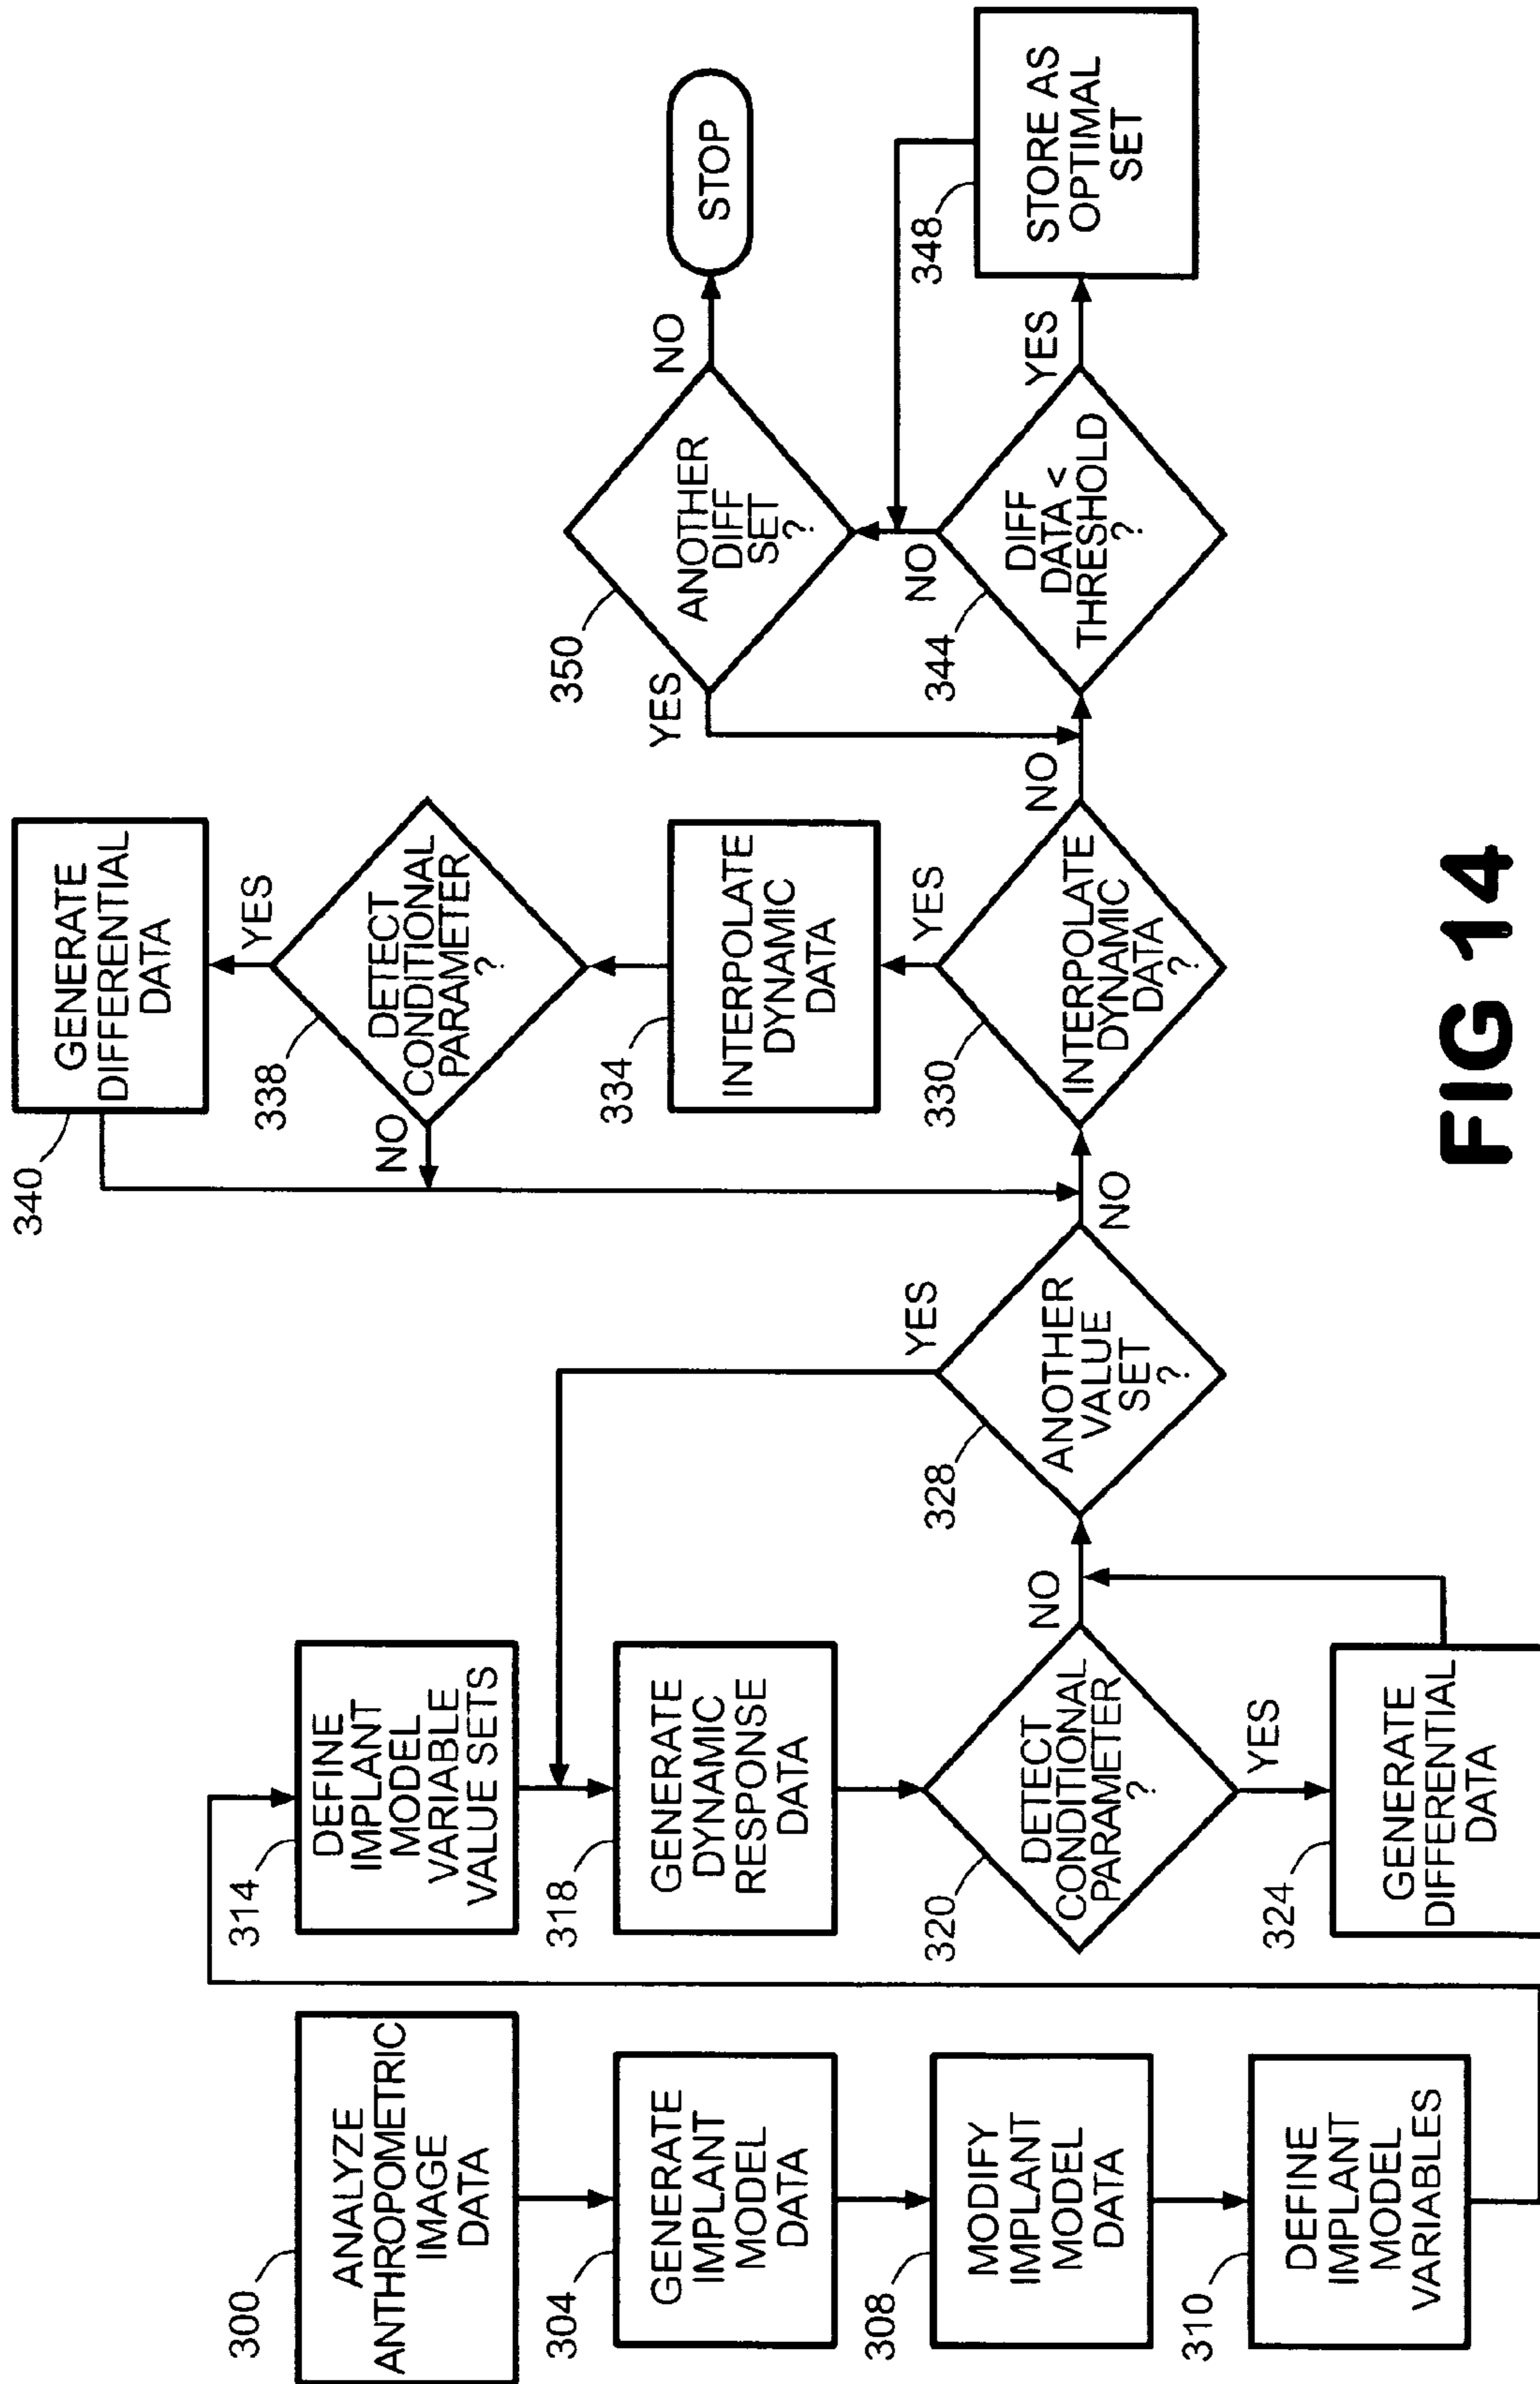 300
ANALYZE
ANTHROPOMETRIC
IMAGE
DATA
304
GENERATE
IMPLANT
MODEL
DATA
308
MODIFY
IMPLANT
MODEL
DATA
310
DEFINE
IMPLANT
MODEL
VARIABLES
314
DEFINE
IMPLANT
MODEL
VARIABLE
VALUE SETS
318
GENERATE
DYNAMIC
RESPONSE
DATA
320
DETECT
CONDITIONAL
PARAMETER
?
NO
YES
324
GENERATE
DIFFERENTIAL
DATA
328
ANOTHER
VALUE
SET
?
YES
NO
330
INTERPOLATE
DYNAMIC
DATA
?
YES
NO
334
INTERPOLATE
DYNAMIC
DATA
338
DETECT
CONDITIONAL
PARAMETER
?
NO
YES
340
GENERATE
DIFFERENTIAL
DATA
344
DIFF
DATA <
THRESHOLD
?
NO
YES
348
STORE AS
OPTIMAL
SET
350
ANOTHER
DIFF
SET
?
YES
NO
STOP
FIG 14